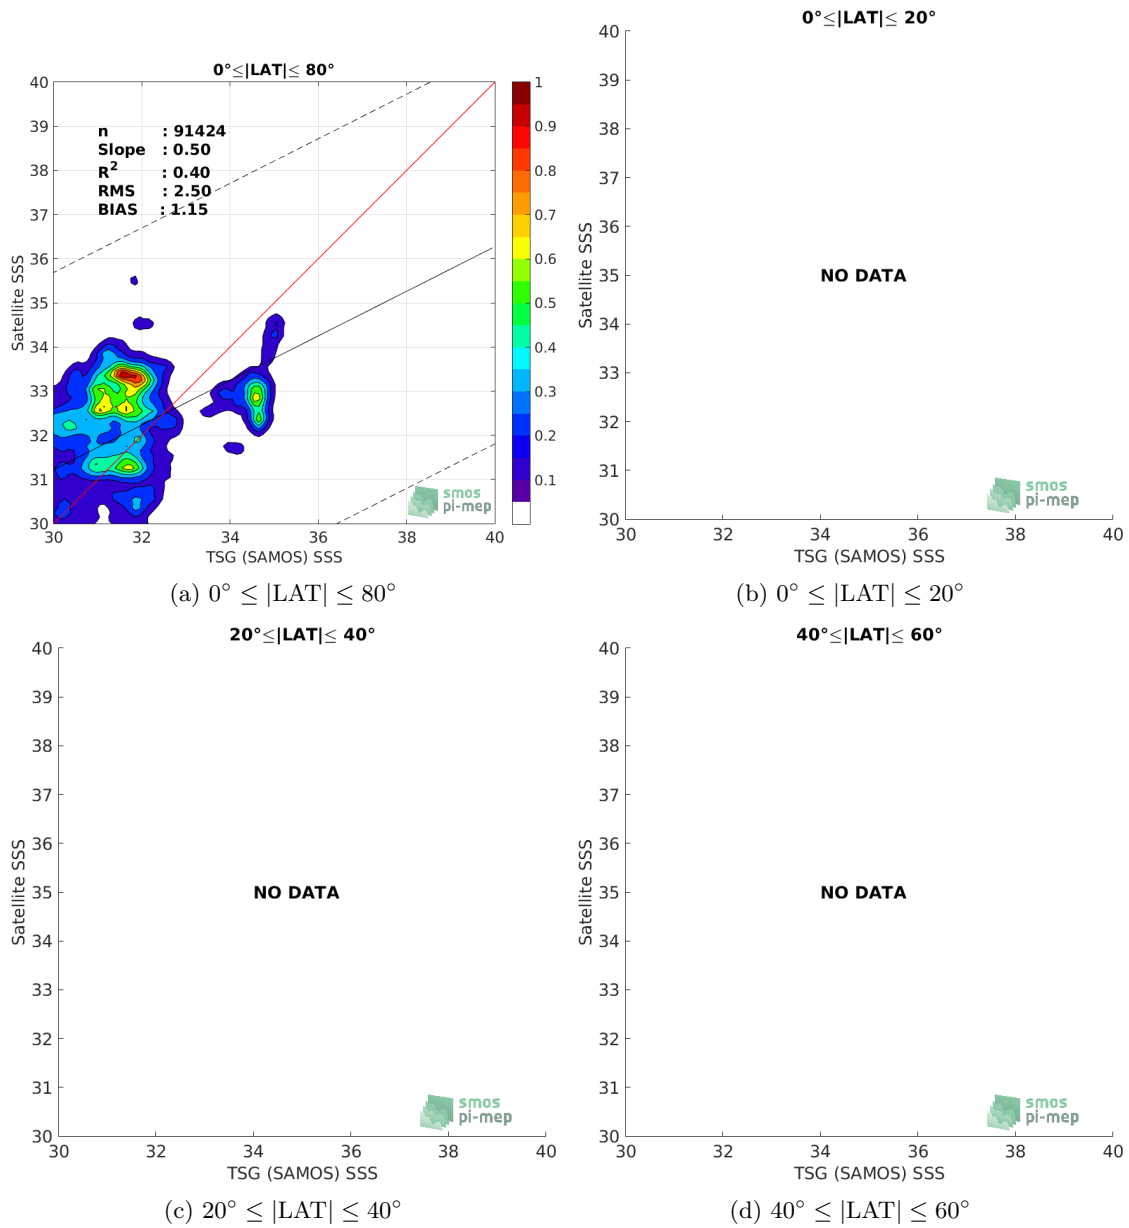 0°≤|LAT|≤ 80°
40
39
38
37
36
35
34
33
32
31
30
Satellite SSS
n : 91424
Slope : 0.50
R² : 0.40
RMS : 2.50
BIAS : 1.15
1
0.9
0.8
0.7
0.6
0.5
0.4
0.3
0.2
0.1
smos
pi-mep
30 32 34 36 38 40
TSG (SAMOS) SSS
(a) 0° ≤ |LAT| ≤ 80°
0°≤|LAT|≤ 20°
40
39
38
37
36
35
34
33
32
31
30
Satellite SSS
NO DATA
smos
pi-mep
30 32 34 36 38 40
TSG (SAMOS) SSS
(b) 0° ≤ |LAT| ≤ 20°
20°≤|LAT|≤ 40°
40
39
38
37
36
35
34
33
32
31
30
Satellite SSS
NO DATA
smos
pi-mep
30 32 34 36 38 40
TSG (SAMOS) SSS
(c) 20° ≤ |LAT| ≤ 40°
40°≤|LAT|≤ 60°
40
39
38
37
36
35
34
33
32
31
30
Satellite SSS
NO DATA
smos
pi-mep
30 32 34 36 38 40
TSG (SAMOS) SSS
(d) 40° ≤ |LAT| ≤ 60°